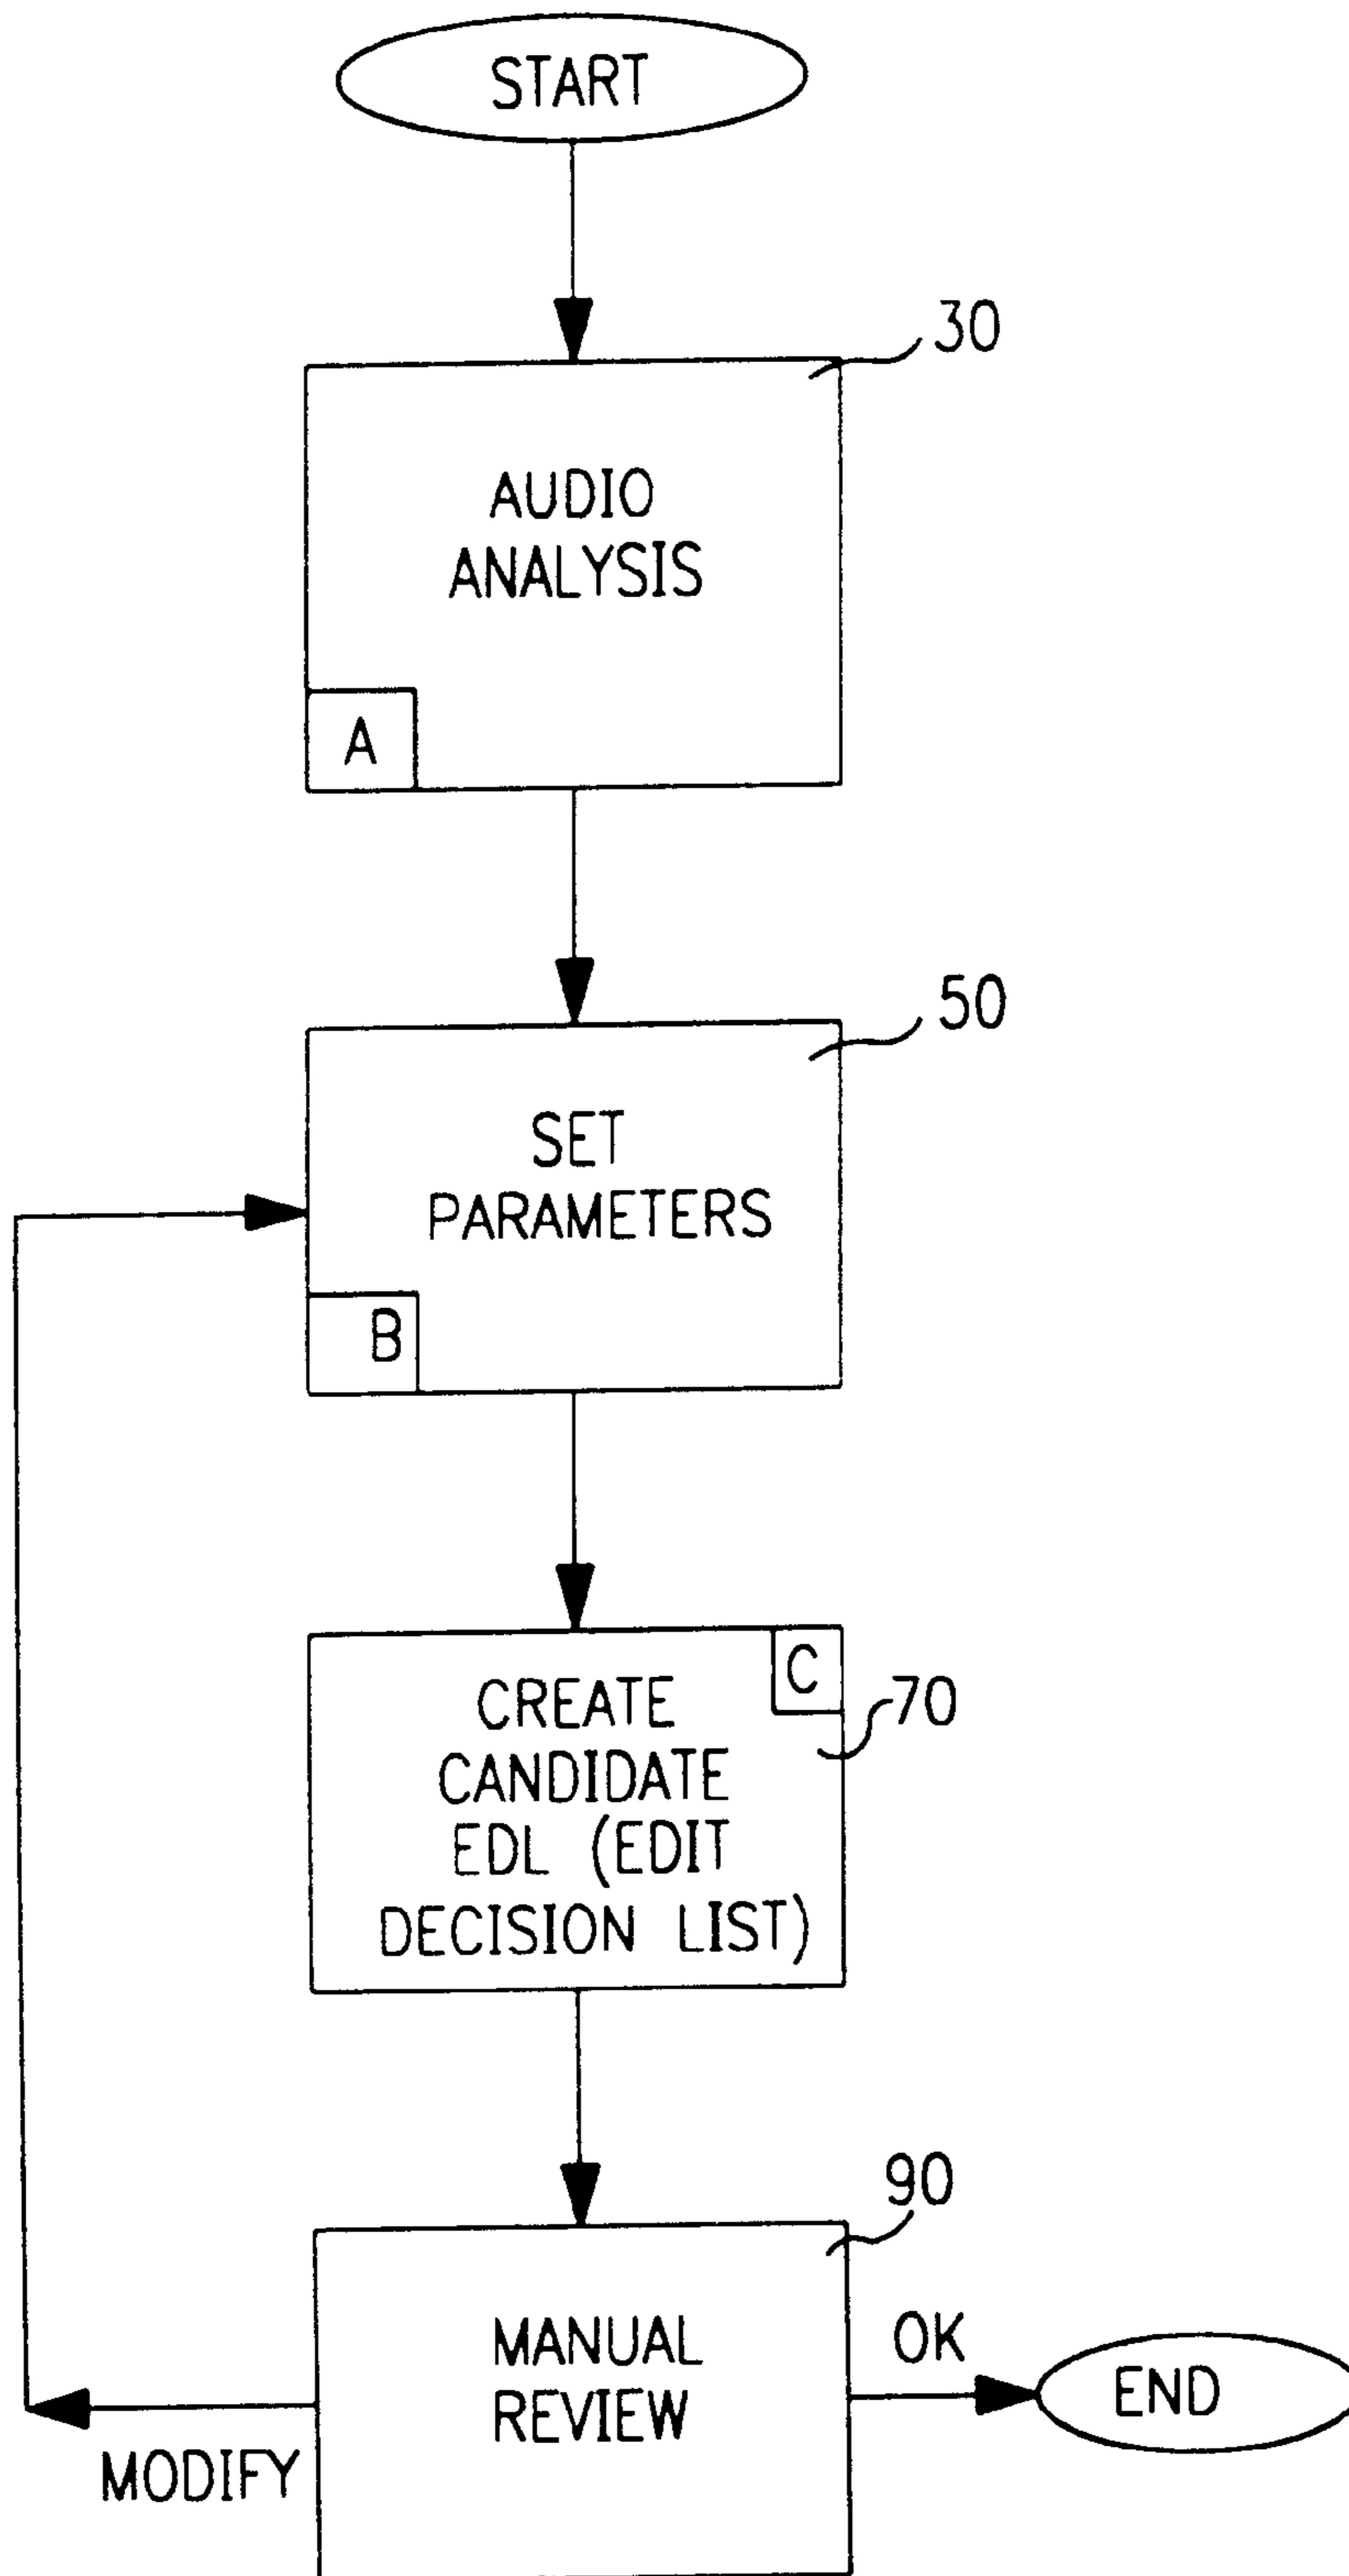 START
30
AUDIO
ANALYSIS
A
50
SET
PARAMETERS
B
C
CREATE
CANDIDATE
EDL (EDIT
DECISION LIST)
70
90
MANUAL
REVIEW
OK
END
MODIFY